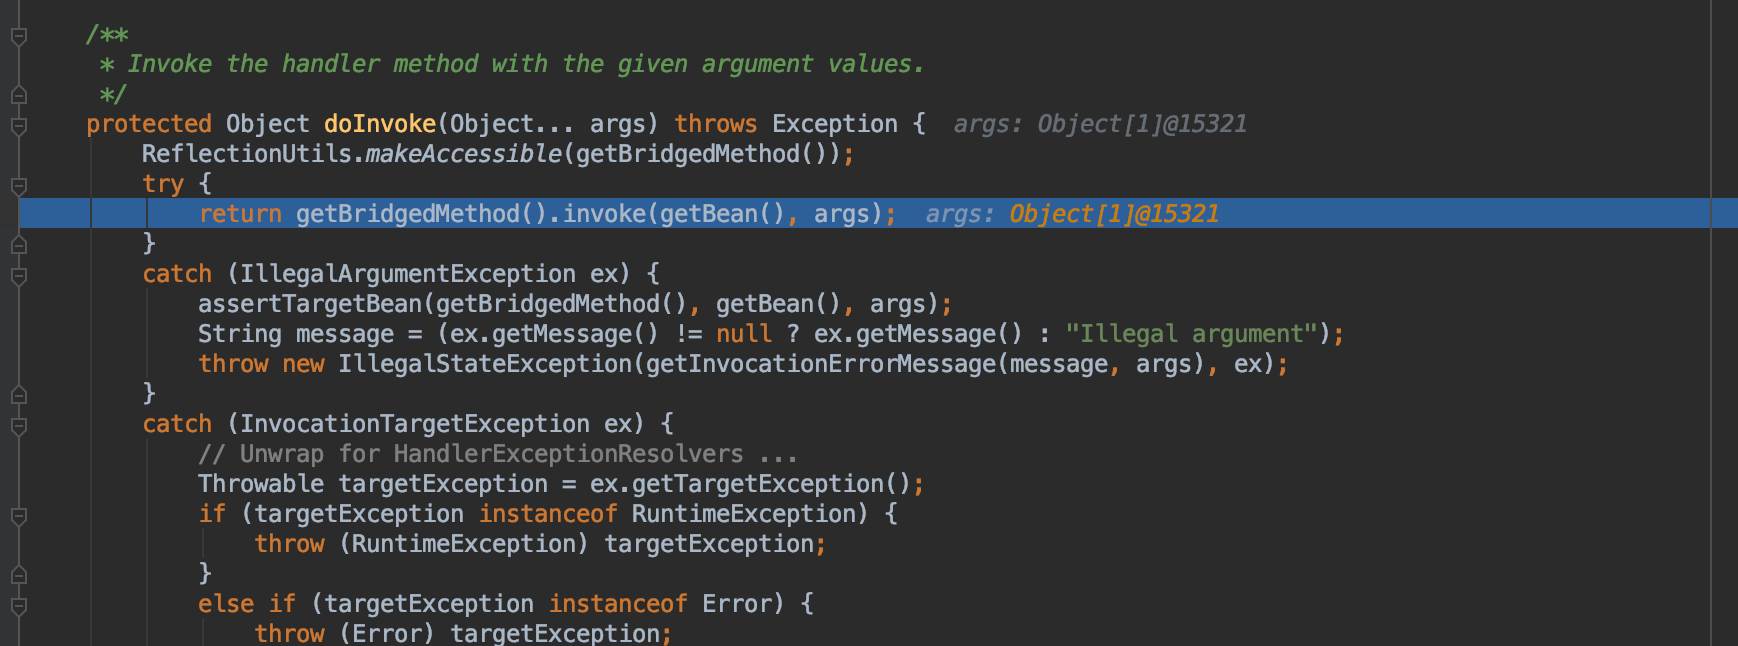 /**
* Invoke the handler method with the given argument values.
*/
protected Object doInvoke(Object... args) throws Exception {  args: Object[1]@15321
ReflectionUtils.makeAccessible(getBridgedMethod());
try {
return getBridgedMethod().invoke(getBean(), args);  args: Object[1]@15321
}
catch (IllegalArgumentException ex) {
assertTargetBean(getBridgedMethod(), getBean(), args);
String message = (ex.getMessage() != null ? ex.getMessage() : "Illegal argument");
throw new IllegalStateException(getInvocationErrorMessage(message, args), ex);
}
catch (InvocationTargetException ex) {
// Unwrap for HandlerExceptionResolvers ...
Throwable targetException = ex.getTargetException();
if (targetException instanceof RuntimeException) {
throw (RuntimeException) targetException;
}
else if (targetException instanceof Error) {
throw (Error) targetException;